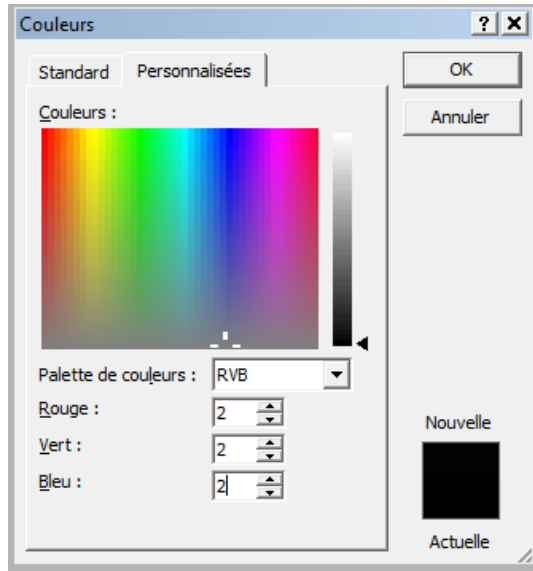 Couleurs
Standard Personnalisées
OK
Annuler
Couleurs :
Palette de couleurs : RVB
Rouge : 2
Vert : 2
Bleu : 2
Nouvelle
Actuelle